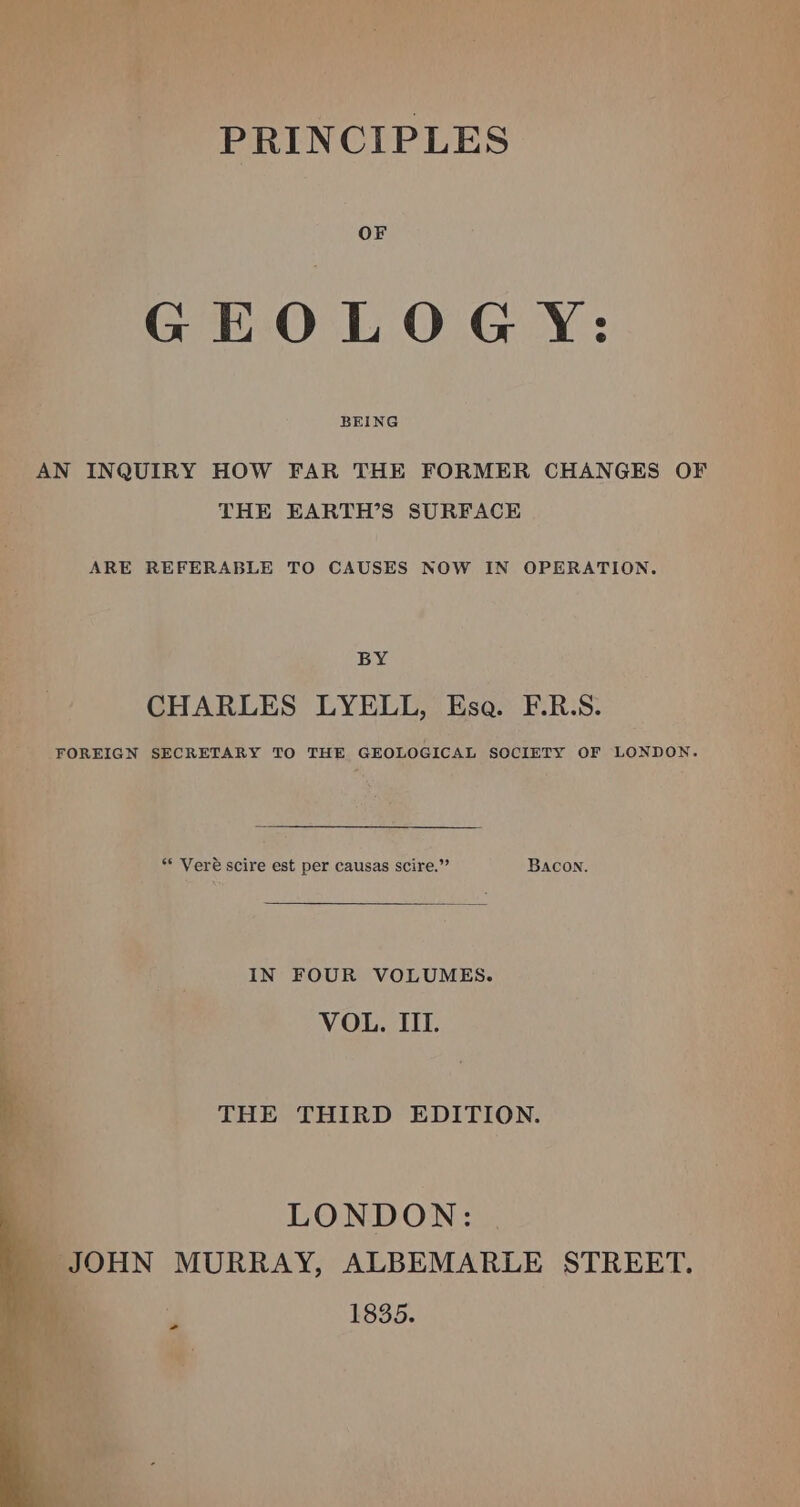 PRINCIPLES
OF
GEOLOGY:
BEING
AN INQUIRY HOW FAR THE FORMER CHANGES OF
THE EARTH'S SURFACE
ARE REFERABLE TO CAUSES NOW IN OPERATION.
BY
CHARLES LYELL, Esq. F.R.S.
FOREIGN SECRETARY TO THE GEOLOGICAL SOCIETY OF LONDON.
“ Verè scire est per causas scire.” BACON.
IN FOUR VOLUMES.
VOL. III.
THE THIRD EDITION.
LONDON:
JOHN MURRAY, ALBEMARLE STREET.
1835.